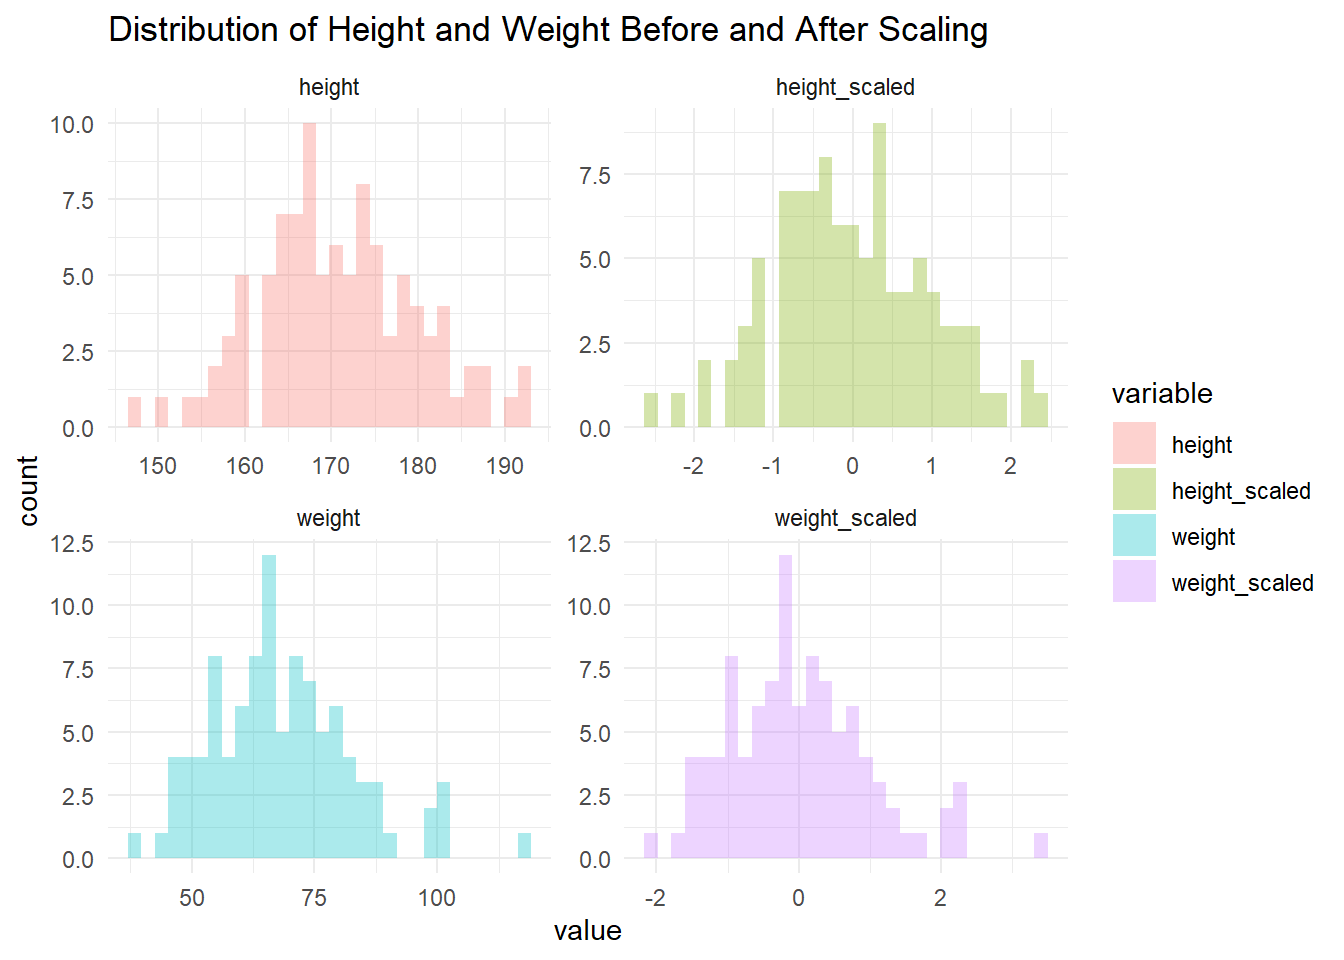 Distribution of Height and Weight Before and After Scaling
height
height_scaled
10.0
7.5
5.0
2.5
0.0
150 160 170 180 190
7.5
5.0
2.5
0.0
-2 -1 0 1 2
weight
weight_scaled
12.5
10.0
7.5
5.0
2.5
0.0
50 75 100
12.5
10.0
7.5
5.0
2.5
0.0
-2 0 2
count
value
variable
height
height_scaled
weight
weight_scaled